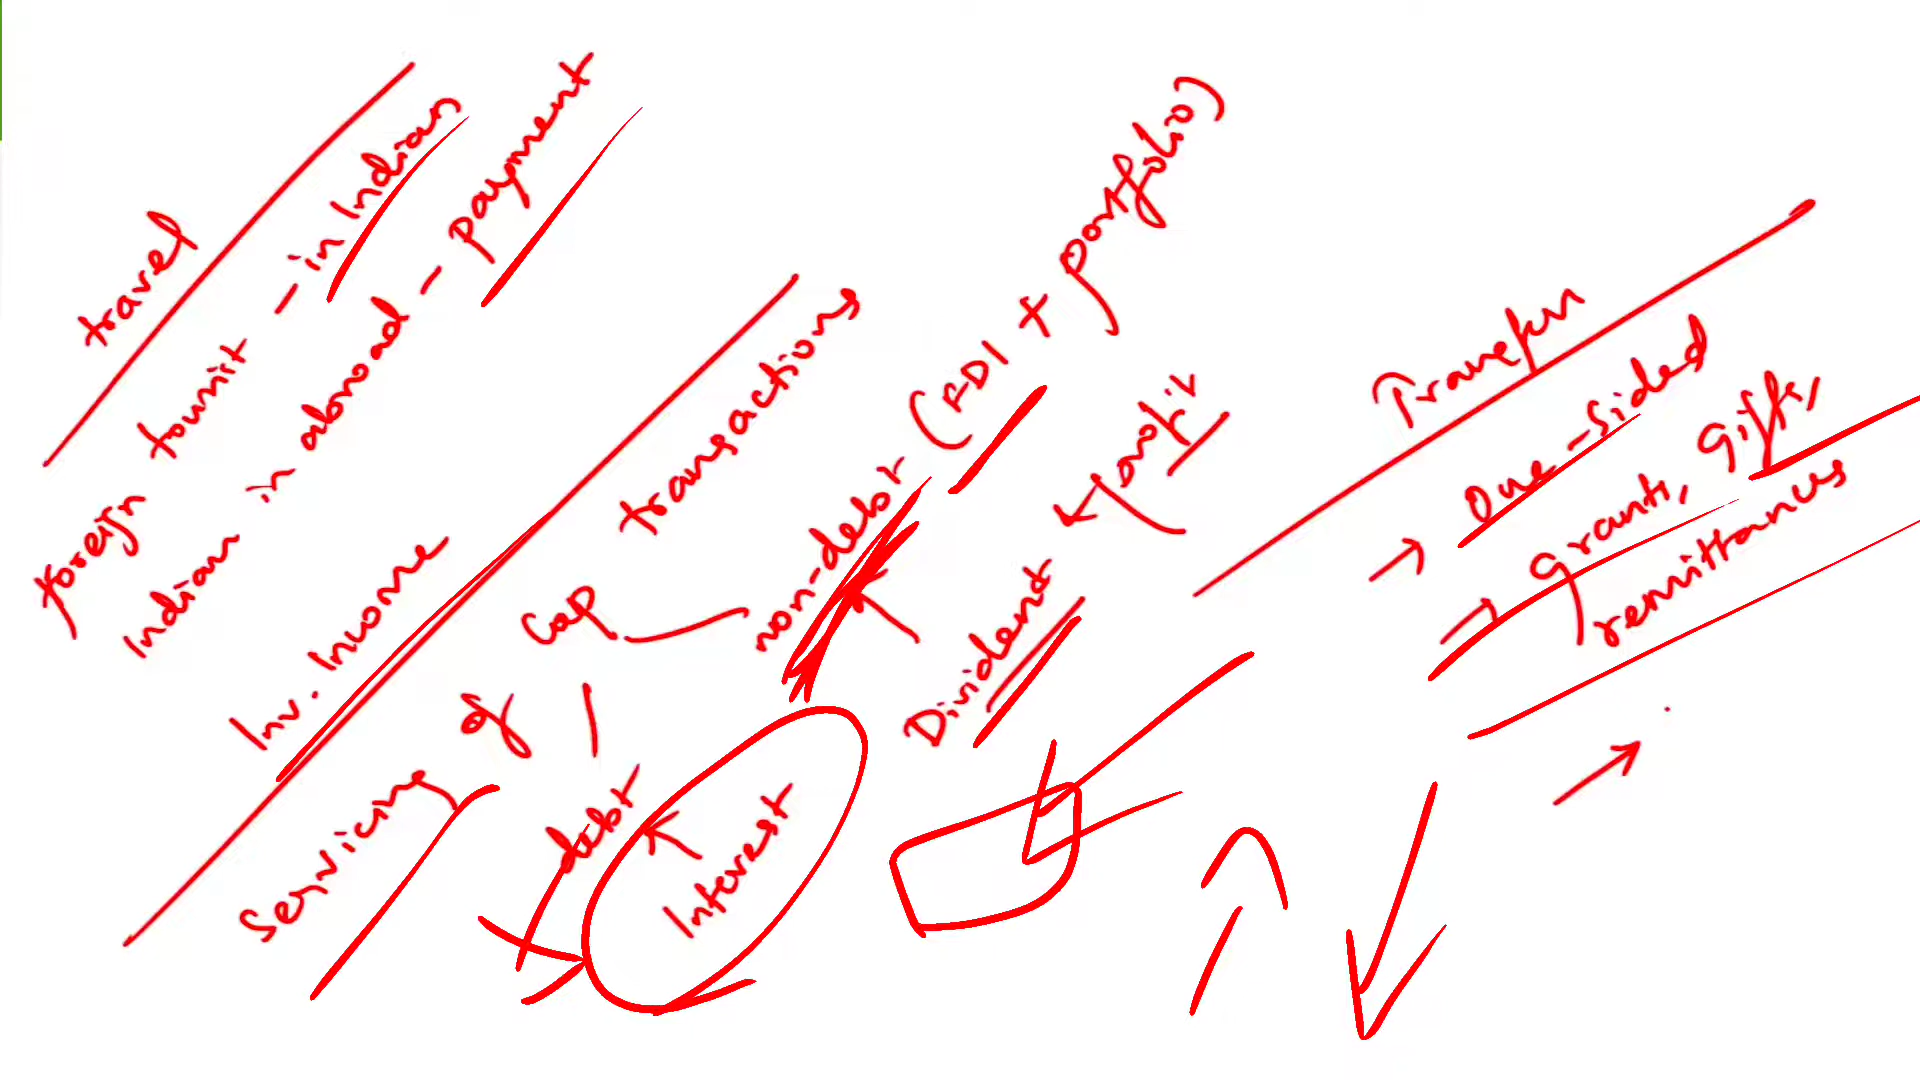 travel
foreign tourist - in Indian
Indian in abroad - payment
Inv. Income
Servicing of Cap transactions
debt
Interest
non-debt (FDI + portfolio)
Divident
profit
Transfer
→ One-sided
→ grants, gifts,
remittances
→